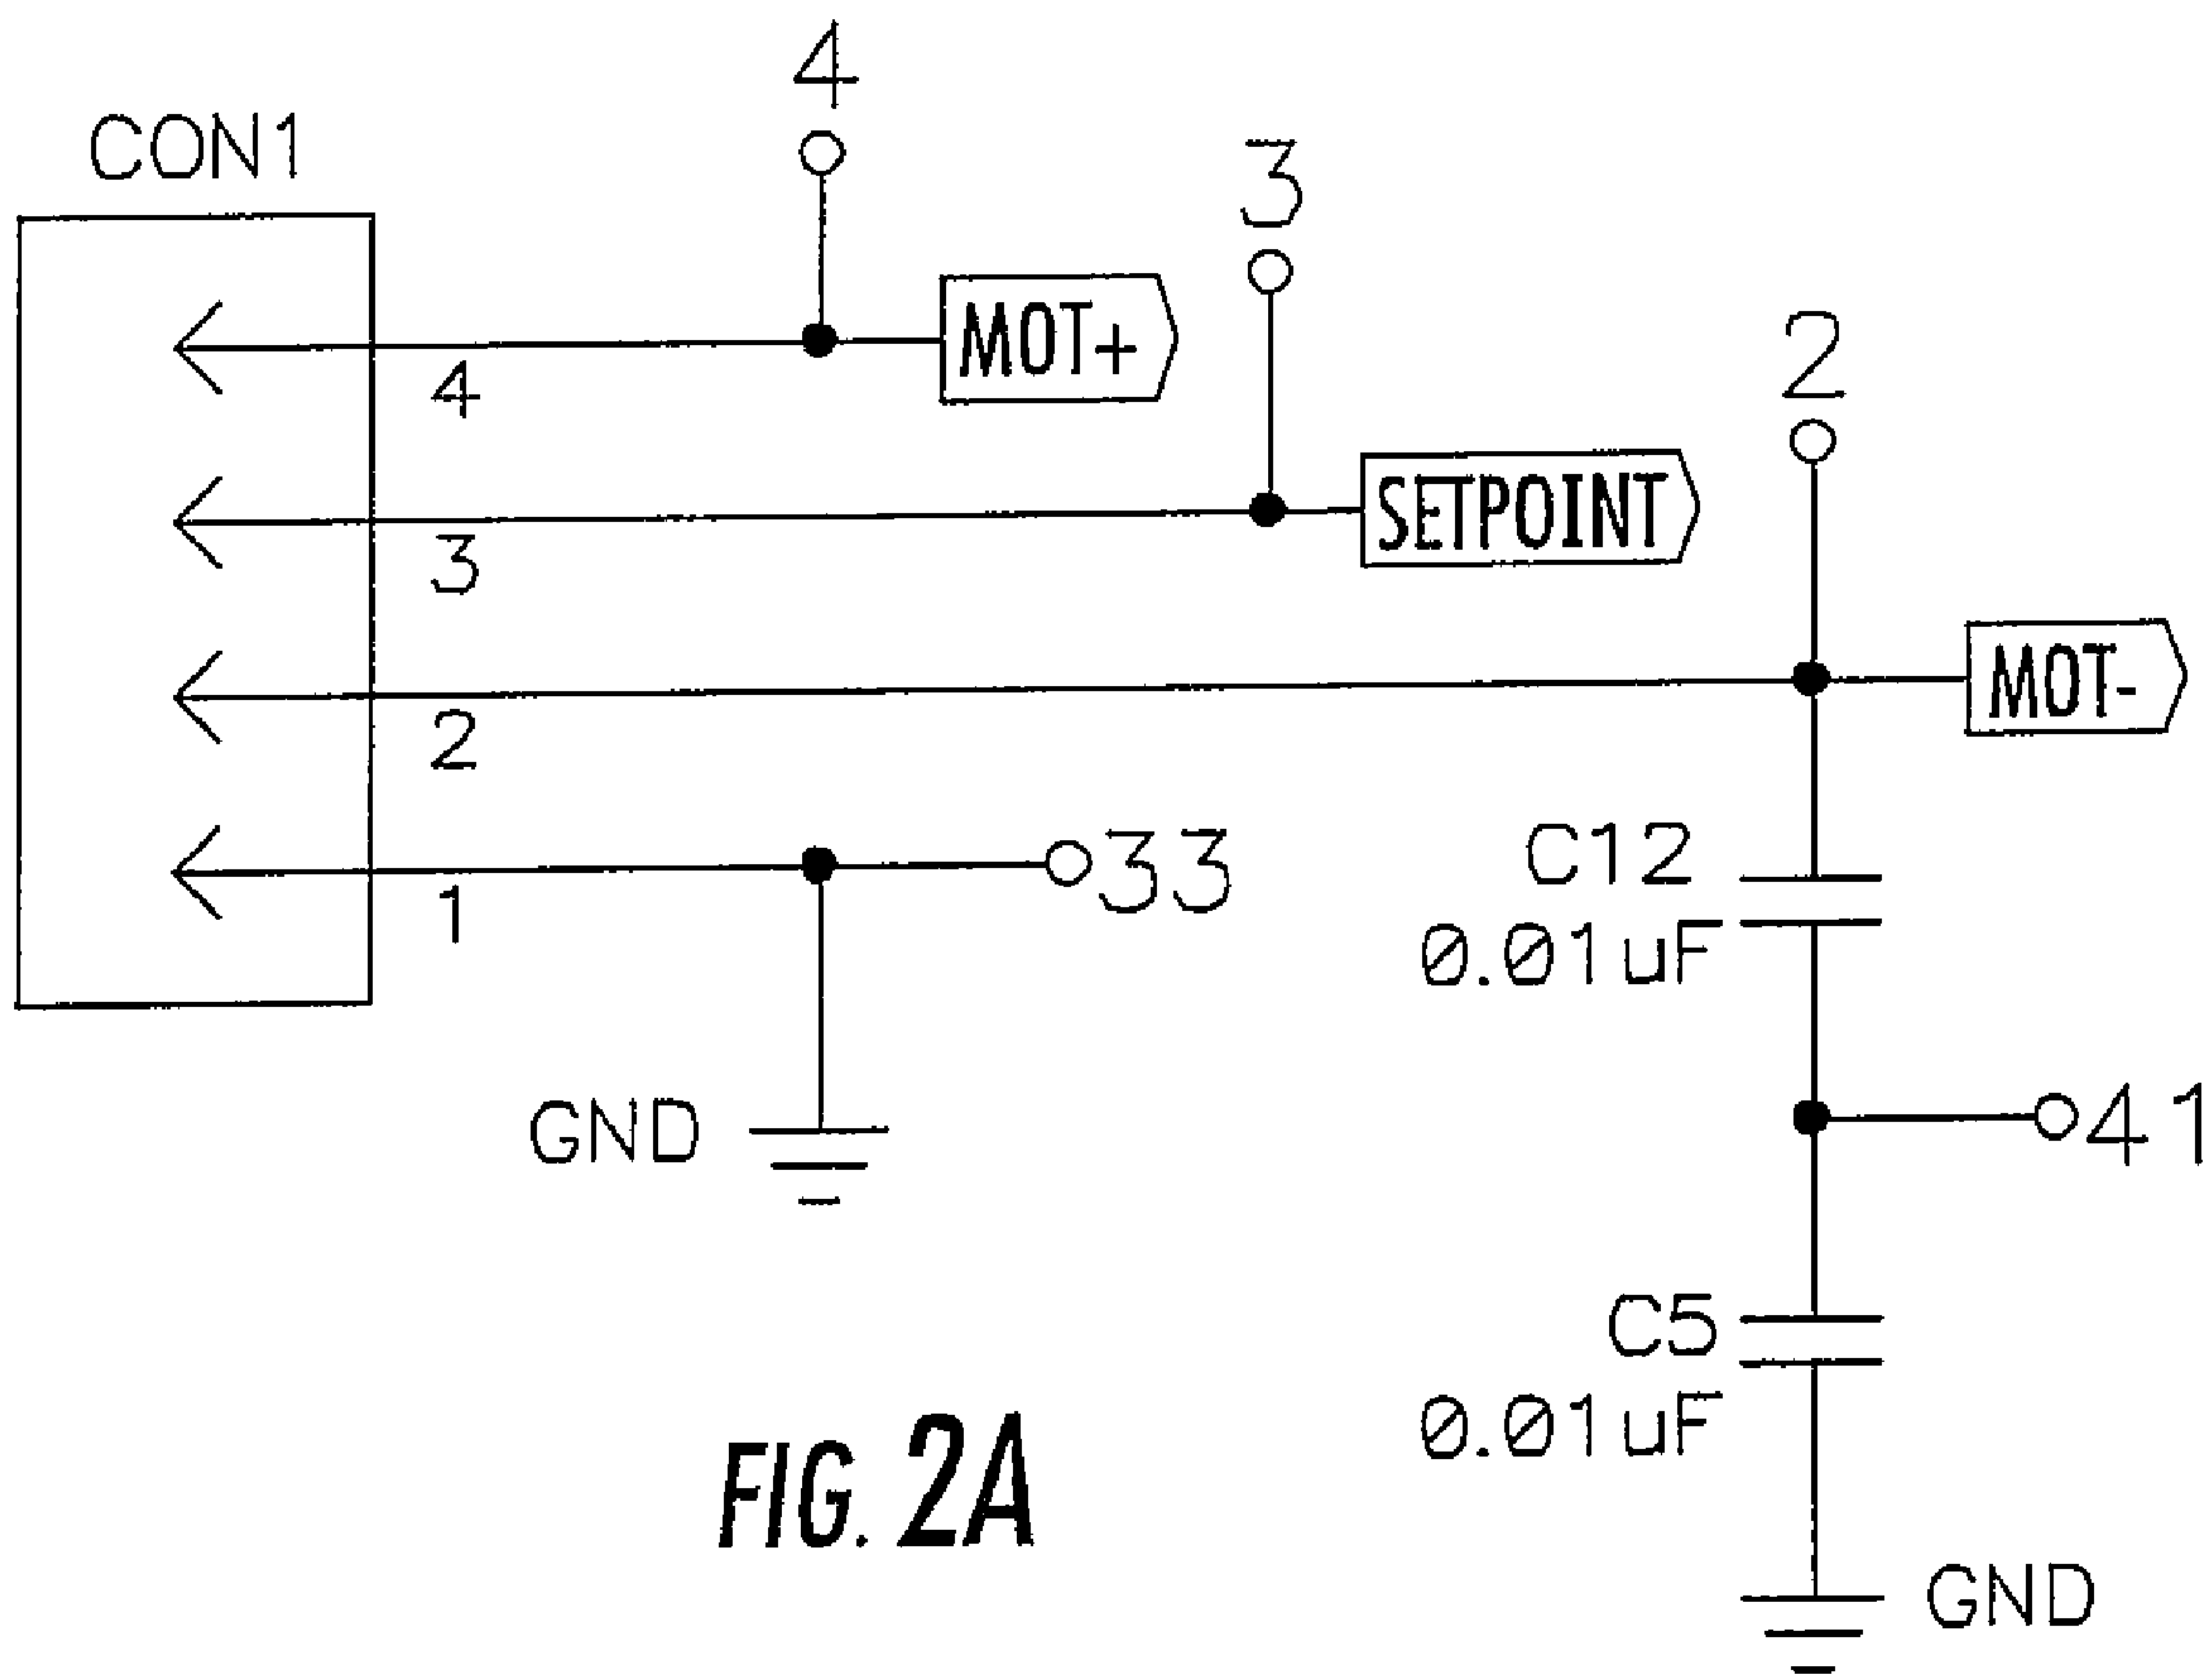 4
CON1
3
MOT+
2
4
SETPOINT
3
MOT-
2
C12
33
1
0.01uF
GND
41
C5
0.01uF
FIG. 2A
GND